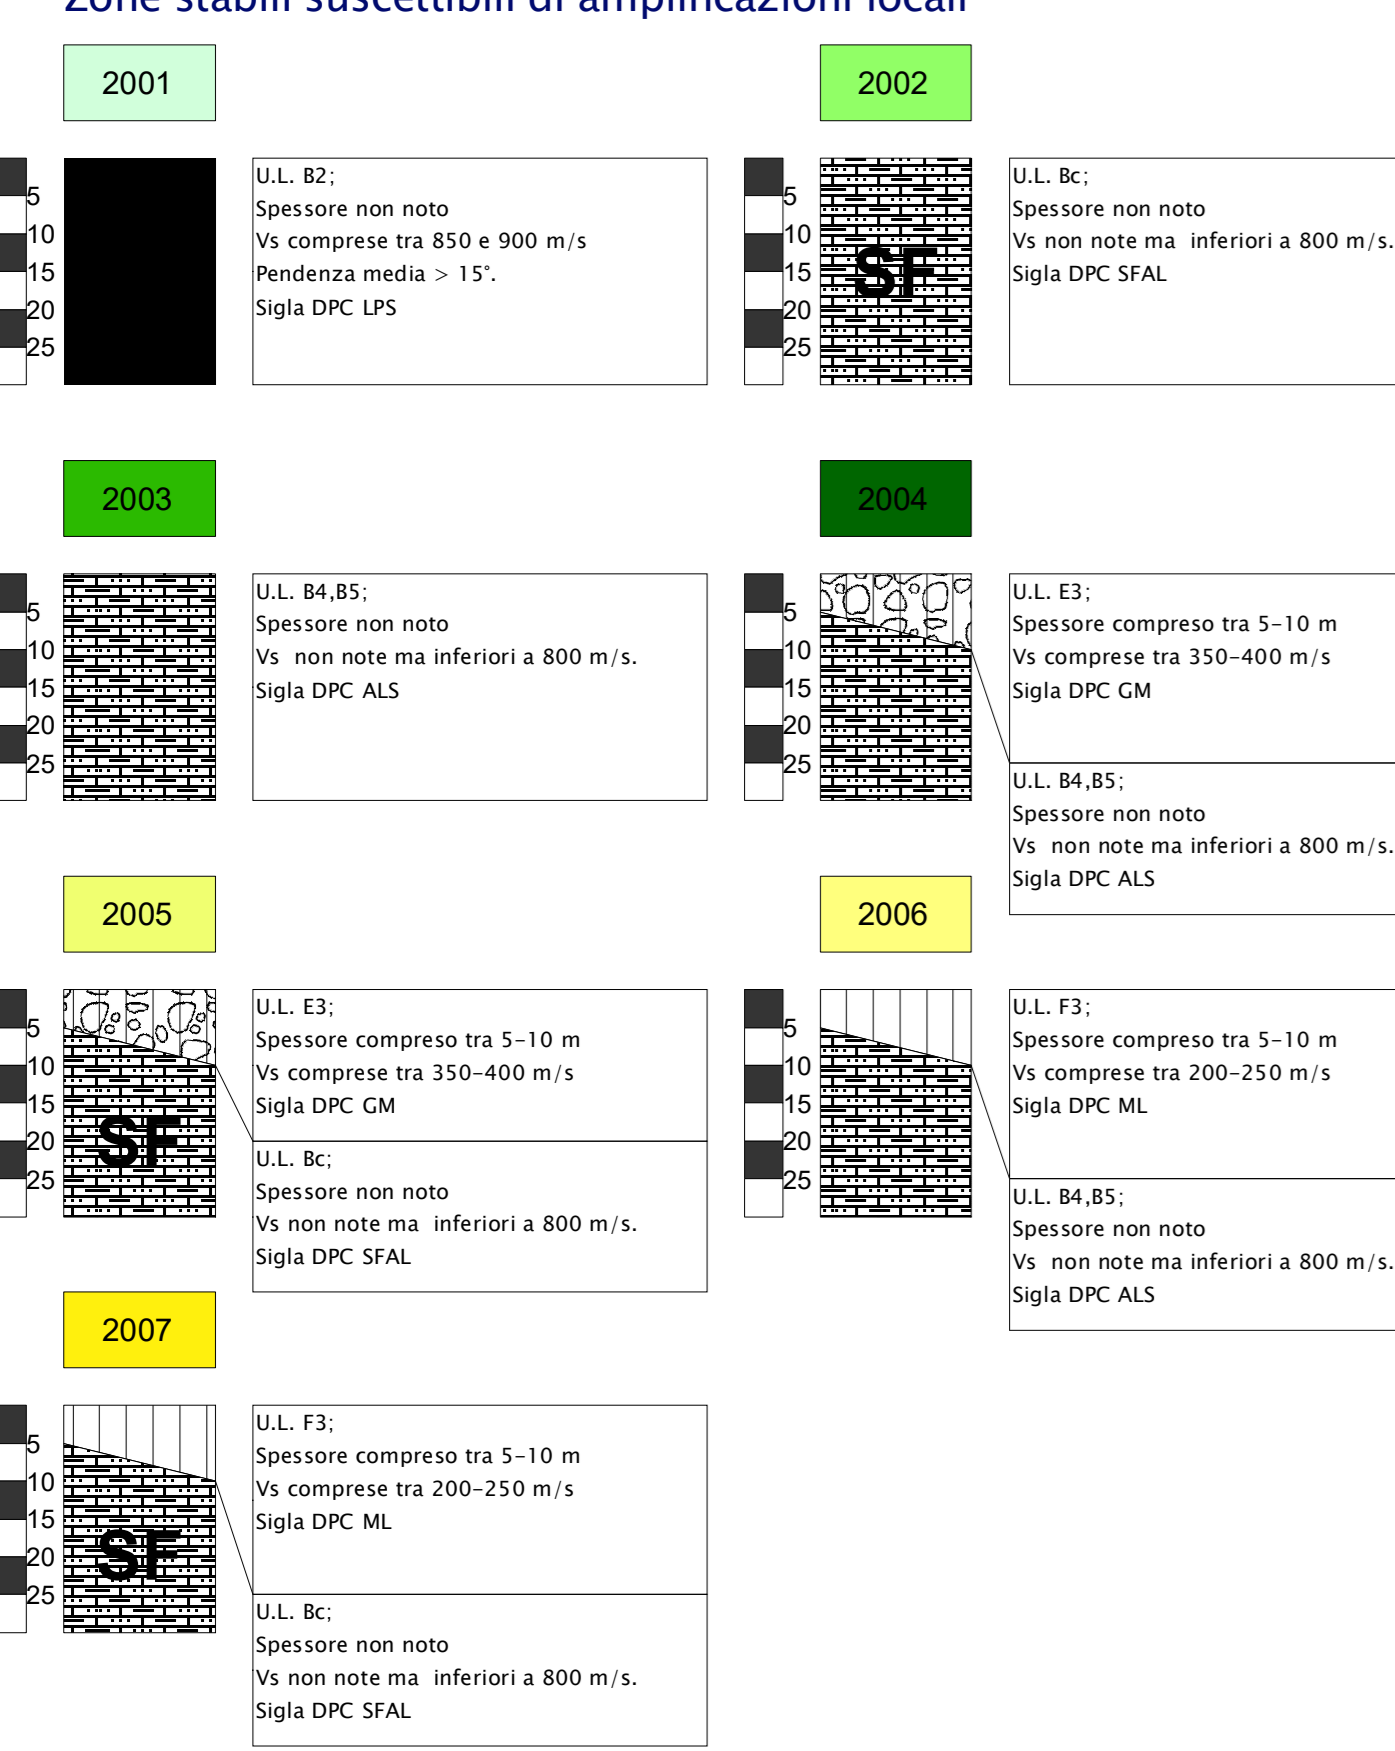 Zone stabili suscettibili di amplificazioni locali
2001
5
10
15
20
25
U.L. B2;
Spessore non noto
Vs comprese tra 850 e 900 m/s
Pendenza media > 15°.
Sigla DPC LPS
2002
5
10
15
20
25
SF
U.L. Bc;
Spessore non noto
Vs non note ma  inferiori a 800 m/s.
Sigla DPC SFAL
2003
5
10
15
20
25
U.L. B4,B5;
Spessore non noto
Vs  non note ma inferiori a 800 m/s.
Sigla DPC ALS
2004
5
10
15
20
25
U.L. E3;
Spessore compreso tra 5-10 m
Vs comprese tra 350-400 m/s
Sigla DPC GM
U.L. B4,B5;
Spessore non noto
Vs  non note ma inferiori a 800 m/s.
Sigla DPC ALS
2005
5
10
15
20
25
SF
U.L. E3;
Spessore compreso tra 5-10 m
Vs comprese tra 350-400 m/s
Sigla DPC GM
U.L. Bc;
Spessore non noto
Vs non note ma  inferiori a 800 m/s.
Sigla DPC SFAL
2006
5
10
15
20
25
U.L. F3;
Spessore compreso tra 5-10 m
Vs comprese tra 200-250 m/s
Sigla DPC ML
U.L. B4,B5;
Spessore non noto
Vs  non note ma inferiori a 800 m/s.
Sigla DPC ALS
2007
5
10
15
20
25
SF
U.L. F3;
Spessore compreso tra 5-10 m
Vs comprese tra 200-250 m/s
Sigla DPC ML
U.L. Bc;
Spessore non noto
Vs non note ma  inferiori a 800 m/s.
Sigla DPC SFAL